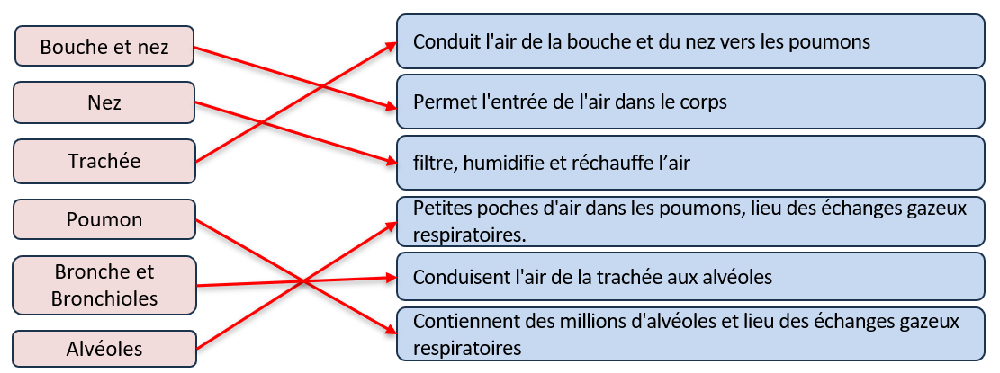 Bouche et nez
Conduit l'air de la bouche et du nez vers les poumons
Nez
Permet l'entrée de l'air dans le corps
Trachée
filtre, humidifie et réchauffe l’air
Poumon
Petites poches d'air dans les poumons, lieu des échanges gazeux
respiratoires.
Bronche et
Bronchioles
Conduisent l'air de la trachée aux alvéoles
Alvéoles
Contiennent des millions d'alvéoles et lieu des échanges gazeux
respiratoires